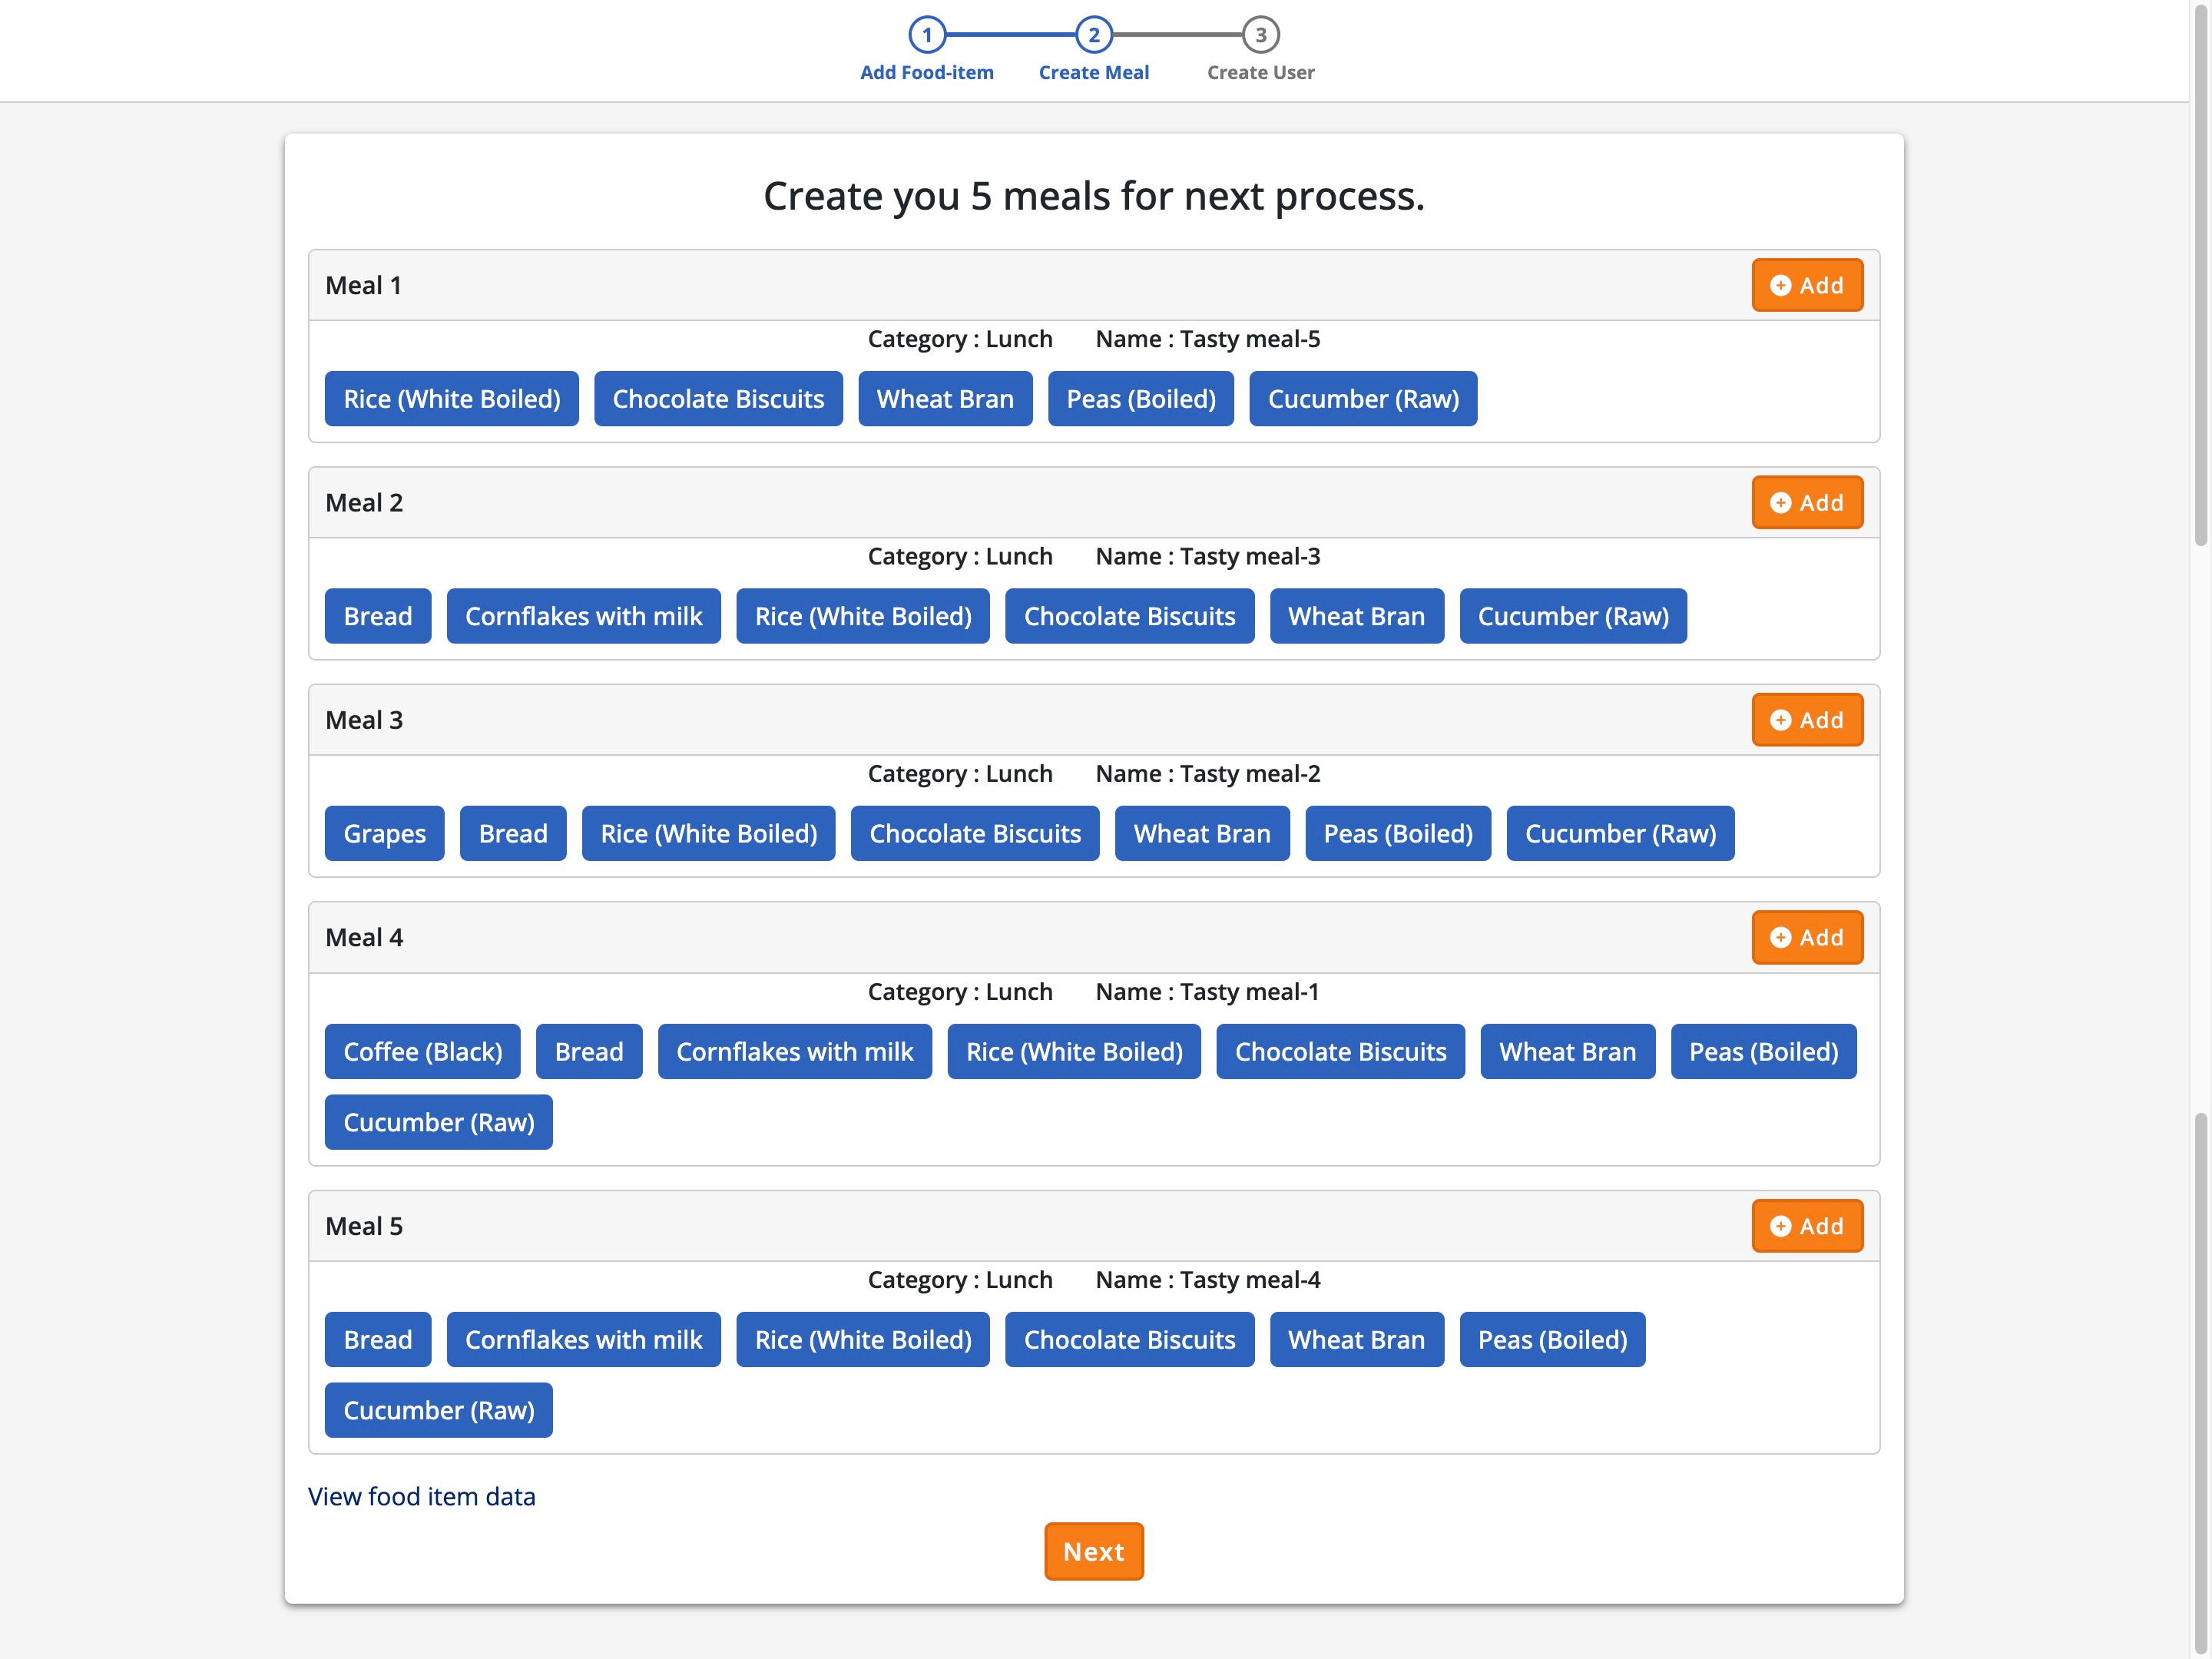 1 2 3
Add Food-item Create Meal Create User
Create you 5 meals for next process.
Meal 1 Add
Category : Lunch Name : Tasty meal-5
Rice (White Boiled) Chocolate Biscuits Wheat Bran Peas (Boiled) Cucumber (Raw)
Meal 2 Add
Category : Lunch Name : Tasty meal-3
Bread Cornflakes with milk Rice (White Boiled) Chocolate Biscuits Wheat Bran Cucumber (Raw)
Meal 3 Add
Category : Lunch Name : Tasty meal-2
Grapes Bread Rice (White Boiled) Chocolate Biscuits Wheat Bran Peas (Boiled) Cucumber (Raw)
Meal 4 Add
Category : Lunch Name : Tasty meal-1
Coffee (Black) Bread Cornflakes with milk Rice (White Boiled) Chocolate Biscuits Wheat Bran Peas (Boiled)
Cucumber (Raw)
Meal 5 Add
Category : Lunch Name : Tasty meal-4
Bread Cornflakes with milk Rice (White Boiled) Chocolate Biscuits Wheat Bran Peas (Boiled)
Cucumber (Raw)
View food item data
Next